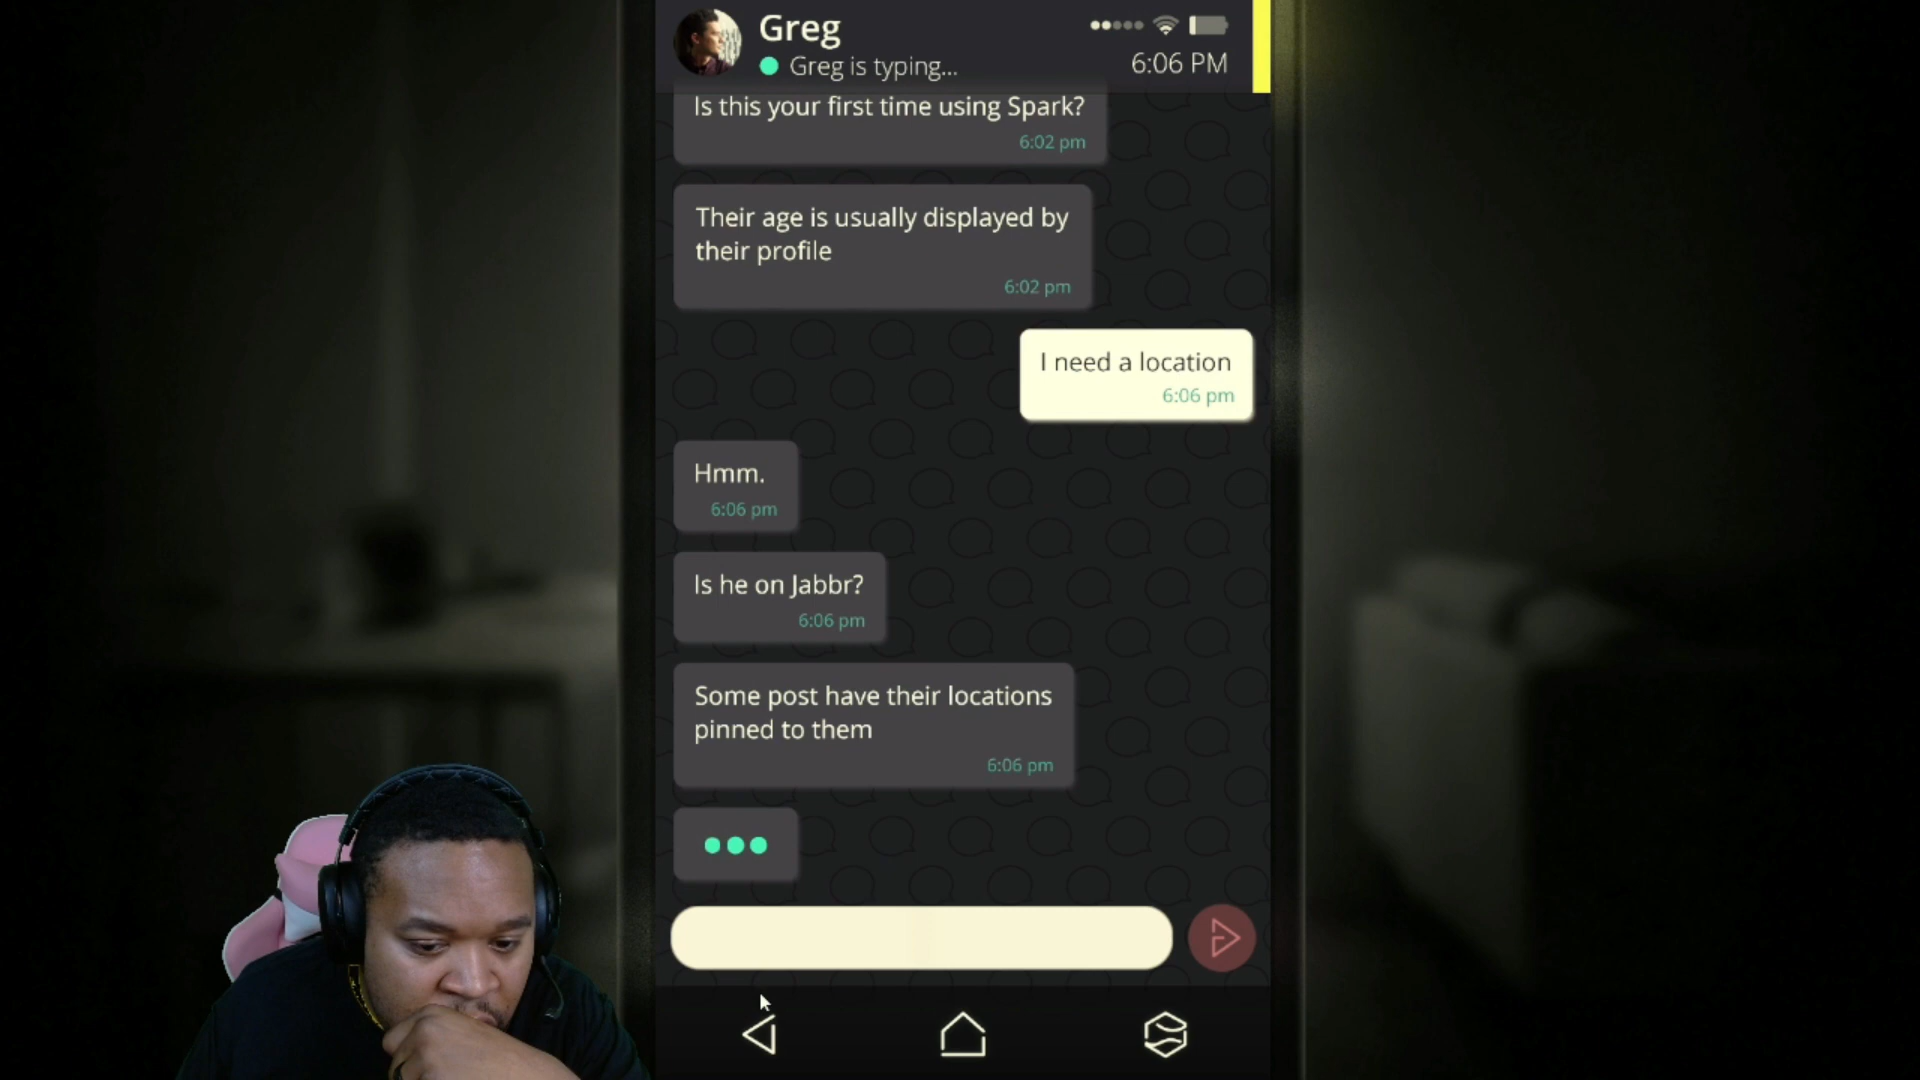 Greg
Greg is typing...
6:06 PM
Is this your first time using Spark?
6:02 pm
Their age is usually displayed by
their profile
6:02 pm
I need a location
6:06 pm
Hmm.
6:06 pm
Is he on Jabbr?
6:06 pm
Some post have their locations
pinned to them
6:06 pm